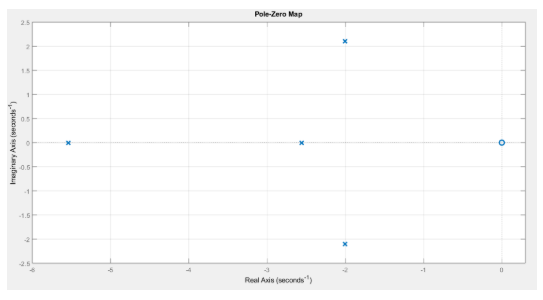 Pole-Zero Map
2.5
2
1.5
1
0.5
0
-0.5
-1
-1.5
-2
-2.5
Imaginary Axis (seconds⁻¹)
-6 -5 -4 -3 -2 -1 0
Real Axis (seconds⁻¹)